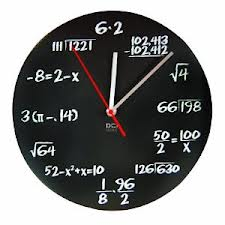 6·2
102,413
-102,412
√4
66√198
50/2 = 100/x
126√630
1/8 · 96/2
52-x²+x=10
√64
3(π-.14)
-8=2-x
111√1221